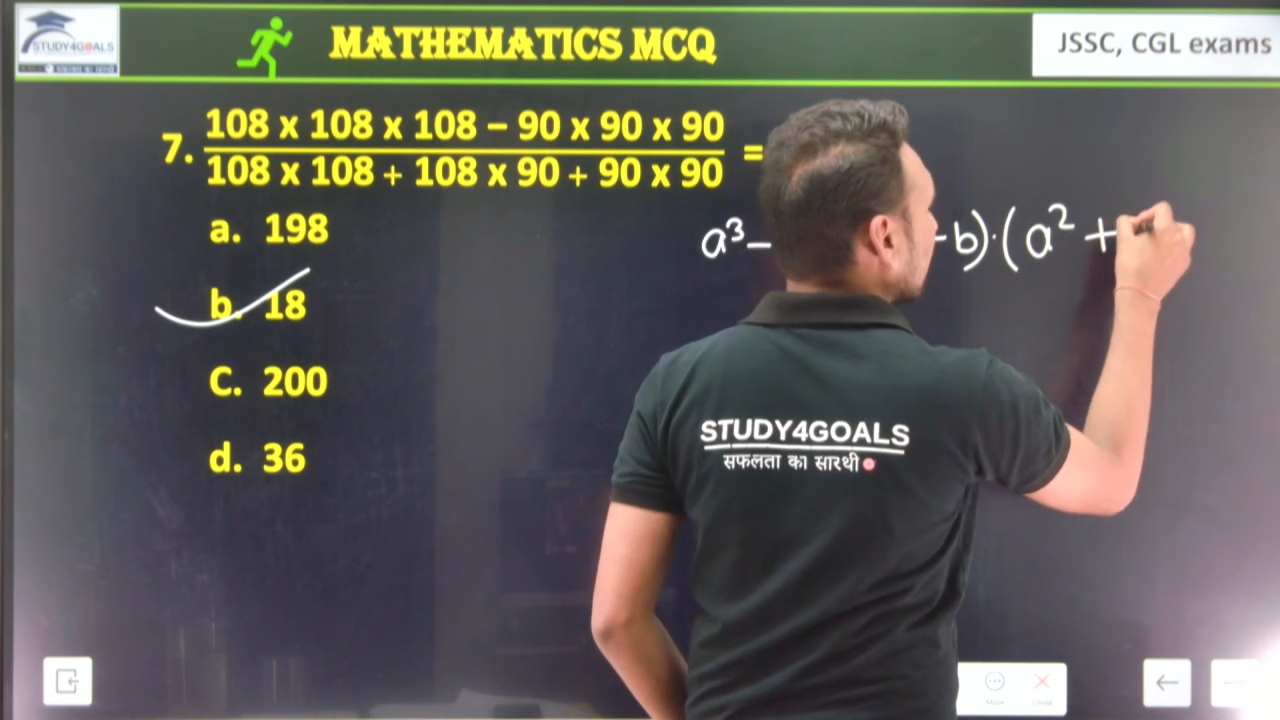 STUDY4GOALS
MATHEMATICS MCQ
JSSC, CGL exams
7. 108 x 108 x 108 – 90 x 90 x 90
108 x 108 + 108 x 90 + 90 x 90 =
a. 198
b. 18
C. 200
d. 36
a³ – - b)·(a² +
STUDY4GOALS
सफलता का सारथी